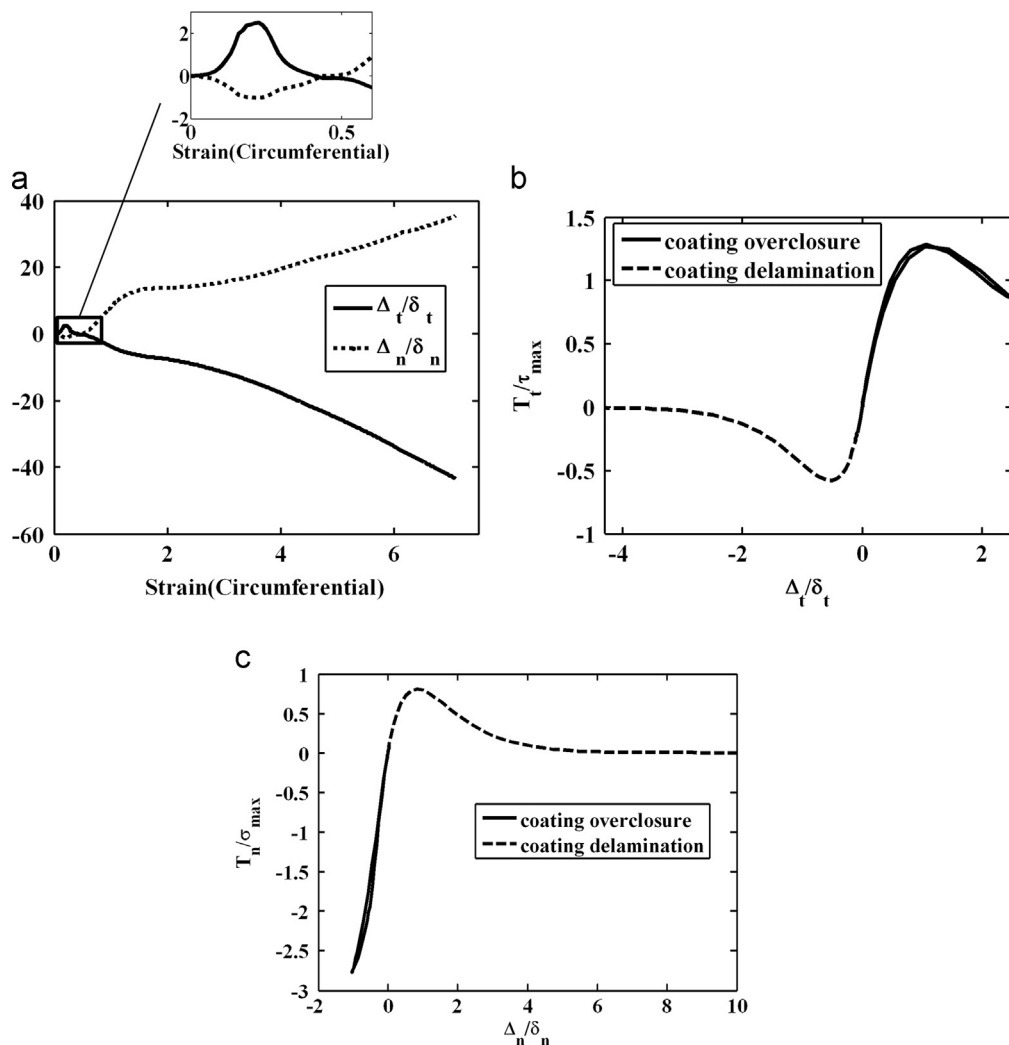 2
0
-2
0
0.5
Strain(Circumferential)
a
40
20
0
-20
-40
-60
0
2
4
6
Δt/δt
Δn/δn
Strain(Circumferential)
b
1.5
1
0.5
0
-0.5
-1
-4
-2
0
2
coating overclosure
coating delamination
Tt/τmax
Δt/δt
c
1
0.5
0
-0.5
-1
-1.5
-2
-2.5
-3
-2
0
2
4
6
8
10
coating overclosure
coating delamination
Tn/σmax
Δn/δn